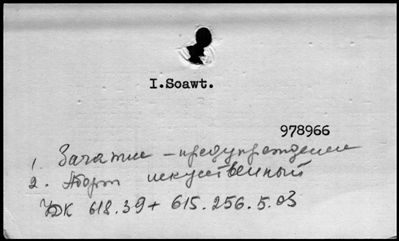 I.Soawt.
978966
1. Зачатие - предупреждение
2. Аборт искусственный
УДК 618.39+615.256.5.03